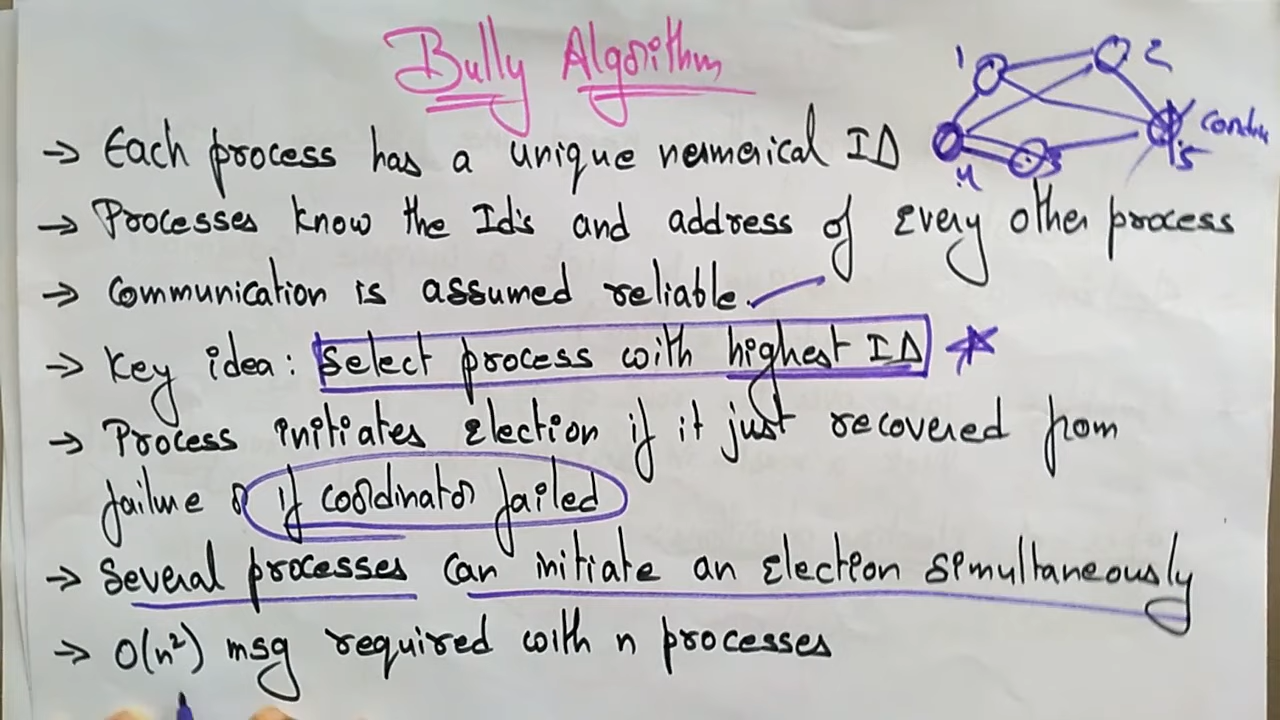 Bully Algorithm
1 2
→ Each process has a unique numerical ID
4 3 5
→ Processes know the Id's and address of every other process
→ Communication is assumed reliable.
→ Key idea: Select process with highest ID
→ Process initiates election if it just recovered from
failure or if coordinator failed
→ Several processes can initiate an election simultaneously
→ O(n²) msg required with n processes